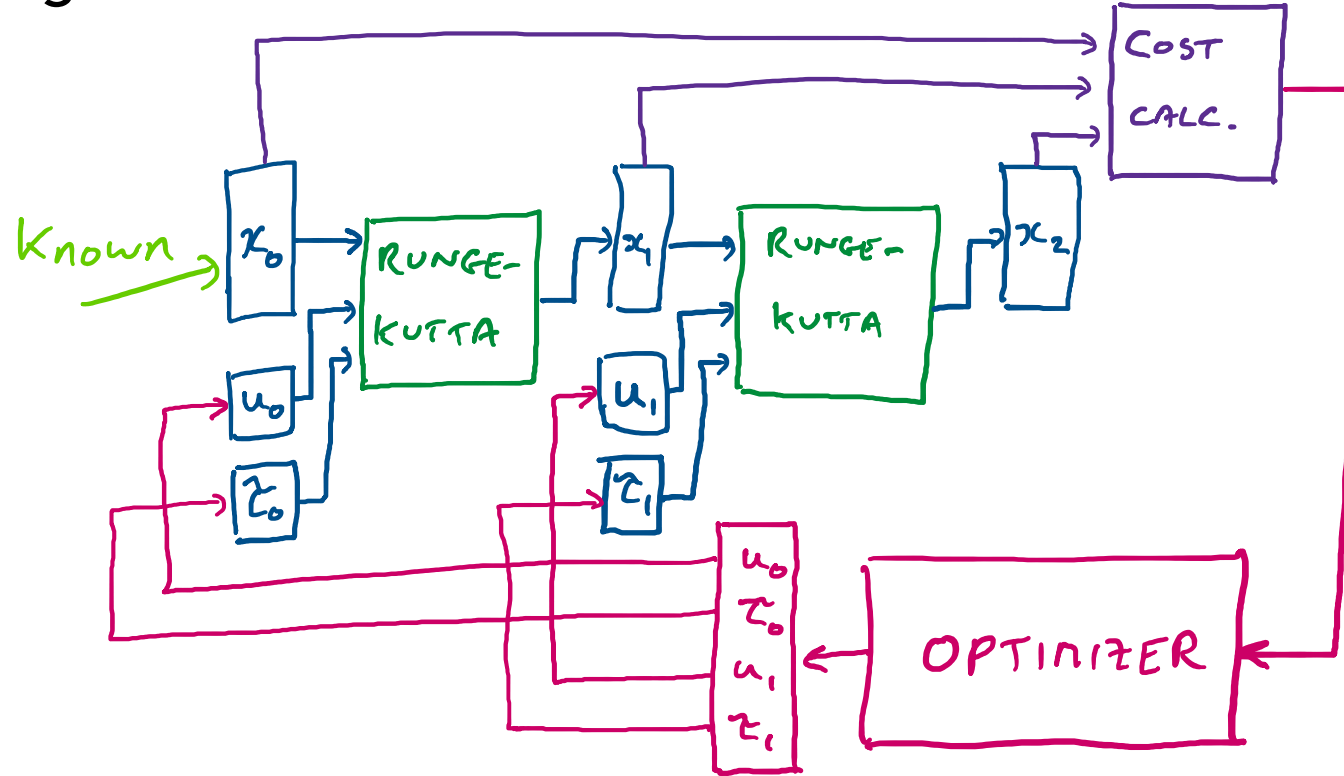 COST
CALC.
Known
x₀
RUNGE-
KUTTA
x₁
RUNGE-
KUTTA
x₂
u₀
τ₀
u₁
τ₁
u₀
τ₀
u₁
τ₁
OPTIMIZER